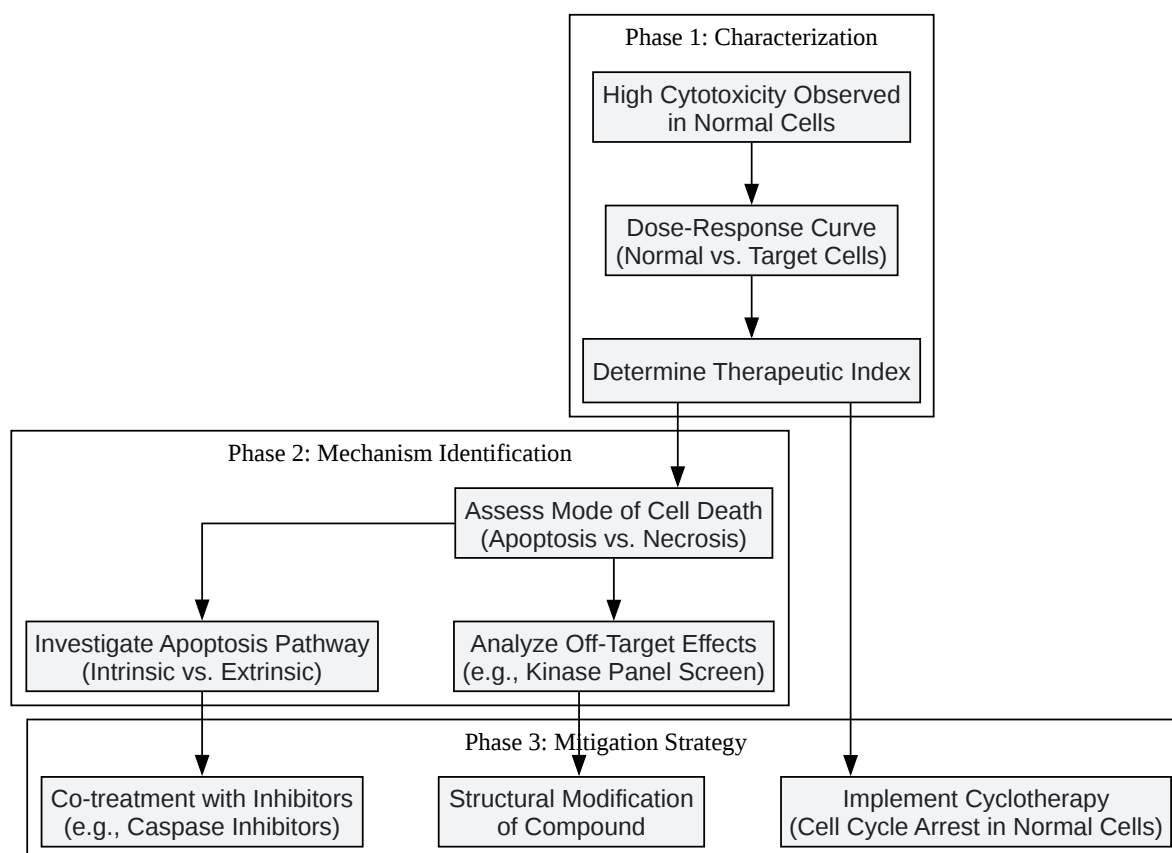 Phase 1: Characterization
High Cytotoxicity Observed
in Normal Cells
Dose-Response Curve
(Normal vs. Target Cells)
Determine Therapeutic Index
Phase 2: Mechanism Identification
Assess Mode of Cell Death
(Apoptosis vs. Necrosis)
Investigate Apoptosis Pathway
(Intrinsic vs. Extrinsic)
Analyze Off-Target Effects
(e.g., Kinase Panel Screen)
Phase 3: Mitigation Strategy
Co-treatment with Inhibitors
(e.g., Caspase Inhibitors)
Structural Modification
of Compound
Implement Cyclotherapy
(Cell Cycle Arrest in Normal Cells)